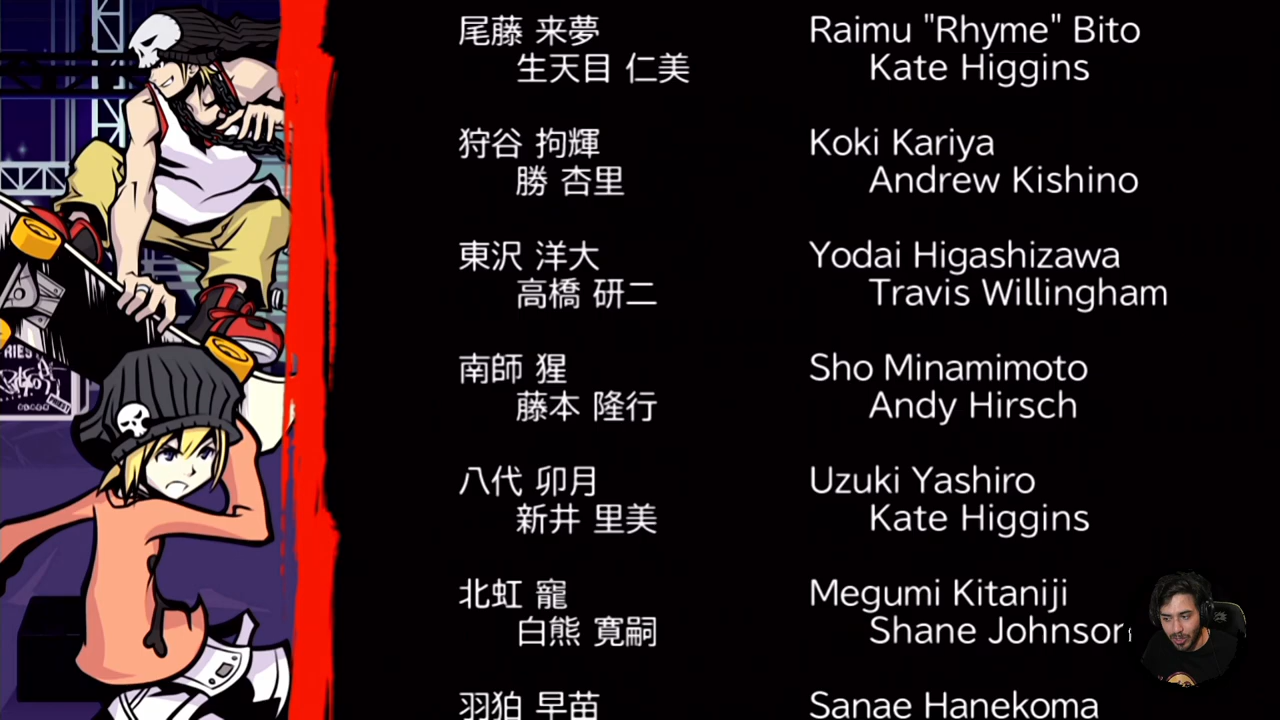 尾藤 来夢 Raimu "Rhyme" Bito
生天目 仁美 Kate Higgins
狩谷 拘輝 Koki Kariya
勝 杏里 Andrew Kishino
東沢 洋大 Yodai Higashizawa
高橋 研二 Travis Willingham
南師 猩 Sho Minamimoto
藤本 隆行 Andy Hirsch
八代 卯月 Uzuki Yashiro
新井 里美 Kate Higgins
北虹 寵 Megumi Kitaniji
白熊 寛嗣 Shane Johnson
羽狛 早苗 Sanae Hanekoma